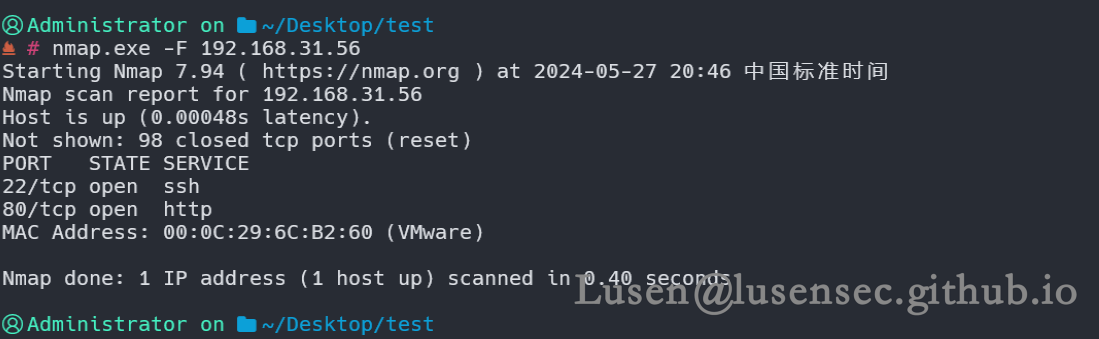 Administrator on ~/Desktop/test
# nmap.exe -F 192.168.31.56
Starting Nmap 7.94 ( https://nmap.org ) at 2024-05-27 20:46 中国标准时间
Nmap scan report for 192.168.31.56
Host is up (0.00048s latency).
Not shown: 98 closed tcp ports (reset)
PORT   STATE SERVICE
22/tcp open  ssh
80/tcp open  http
MAC Address: 00:0C:29:6C:B2:60 (VMware)
Nmap done: 1 IP address (1 host up) scanned in 0.40 seconds
Lusen@lusensec.github.io
Administrator on ~/Desktop/test